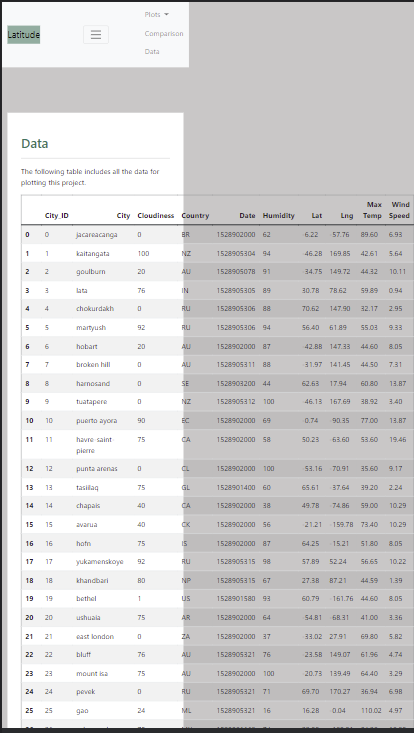 Plots
Latitude
Comparison
Data
Data
The following table includes all the data for
plotting this project.
Max Wind
City_ID City Cloudiness Country Date Humidity Lat Lng Temp Speed
0 0 jacareacanga 0 BR 1528902000 62 -6.22 -57.76 89.60 6.93
1 1 kaitangata 100 NZ 1528905304 94 -46.28 169.85 42.61 5.64
2 2 goulburn 20 AU 1528905078 91 -34.75 149.72 44.32 10.11
3 3 lata 76 IN 1528905305 89 30.78 78.62 59.89 0.94
4 4 chokurdakh 0 RU 1528905306 88 70.62 147.90 32.17 2.95
5 5 martyush 92 RU 1528905306 94 56.40 61.89 55.03 9.33
6 6 hobart 20 AU 1528902000 87 -42.88 147.33 44.60 8.05
7 7 broken hill 0 AU 1528905311 88 -31.97 141.45 44.50 7.31
8 8 harnosand 0 SE 1528903200 44 62.63 17.94 60.80 13.87
9 9 tuatapere 0 NZ 1528905312 100 -46.13 167.69 38.92 3.40
10 10 puerto ayora 90 EC 1528902000 69 -0.74 -90.35 77.00 13.87
11 11 havre-saint- 75 CA 1528902000 58 50.23 -63.60 53.60 19.46
pierre
12 12 punta arenas 0 CL 1528902000 100 -53.16 -70.91 35.60 9.17
13 13 tasiilaq 75 GL 1528901400 60 65.61 -37.64 39.20 2.24
14 14 chapais 40 CA 1528902000 38 49.78 -74.86 59.00 10.29
15 15 avarua 40 CK 1528902000 56 -21.21 -159.78 73.40 10.29
16 16 hofn 75 IS 1528902000 87 64.25 -15.21 51.80 8.05
17 17 yukamenskoye 92 RU 1528905315 98 57.89 52.24 56.65 10.22
18 18 khandbari 80 NP 1528905315 67 27.38 87.21 44.59 1.39
19 19 bethel 1 US 1528901580 93 60.79 -161.76 44.60 8.05
20 20 ushuaia 75 AR 1528902000 64 -54.81 -68.31 41.00 3.36
21 21 east london 0 ZA 1528902000 37 -33.02 27.91 69.80 5.82
22 22 bluff 76 AU 1528905321 76 -23.58 149.07 61.96 4.74
23 23 mount isa 75 AU 1528902000 100 -20.73 139.49 64.40 3.29
24 24 pevek 0 RU 1528905321 71 69.70 170.27 36.94 6.98
25 25 gao 24 ML 1528905321 16 16.28 -0.04 110.02 4.97